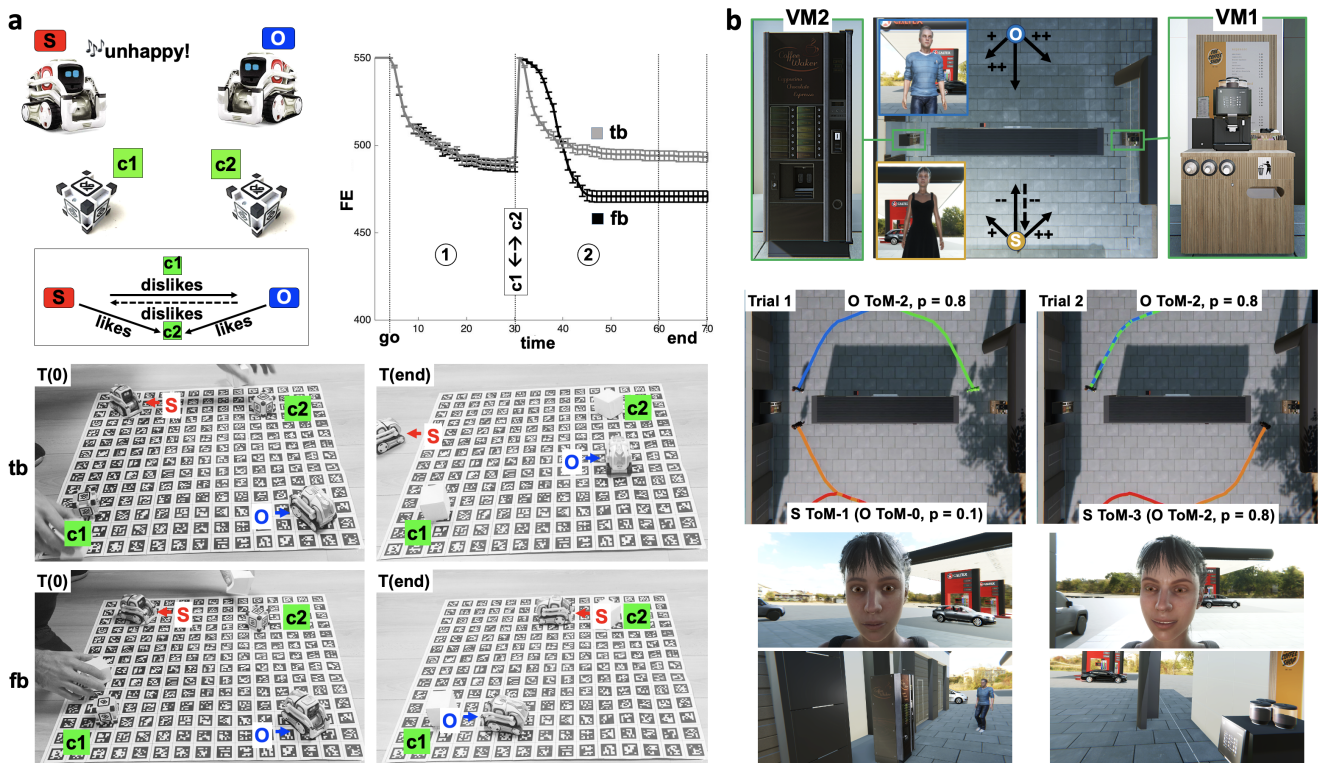 a
S
♪♪unhappy!
O
c1
c2
c1
dislikes
S
O
dislikes
likes
c2
likes
550
500
450
400
FE
tb
fb
1
2
c1 ←→ c2
10
20
30
40
50
60
70
go
time
end
T(0)
S
c2
tb
O
c1
T(end)
c2
S
O
c1
T(0)
S
c2
fb
c1
O
T(end)
S
c2
O
c1
b
VM2
Coffee
Maker
O
+
++
++
--
--
+
S
++
VM1
Trial 1
O ToM-2, p = 0.8
S ToM-1 (O ToM-0, p = 0.1)
Trial 2
O ToM-2, p = 0.8
S ToM-3 (O ToM-2, p = 0.8)